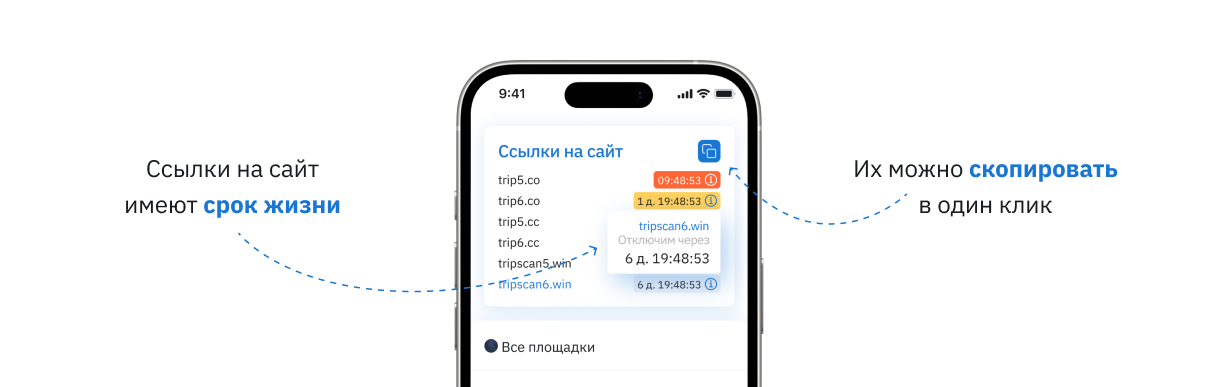 9:41
Ссылки на сайт
имеют срок жизни
Ссылки на сайт
trip5.co 09:48:53
trip6.co 1 д. 19:48:53
trip5.cc
trip6.cc
tripscan5.win
tripscan6.win 6 д. 19:48:53
tripscan6.win
Отключим через
6 д. 19:48:53
Все площадки
Их можно скопировать
в один клик